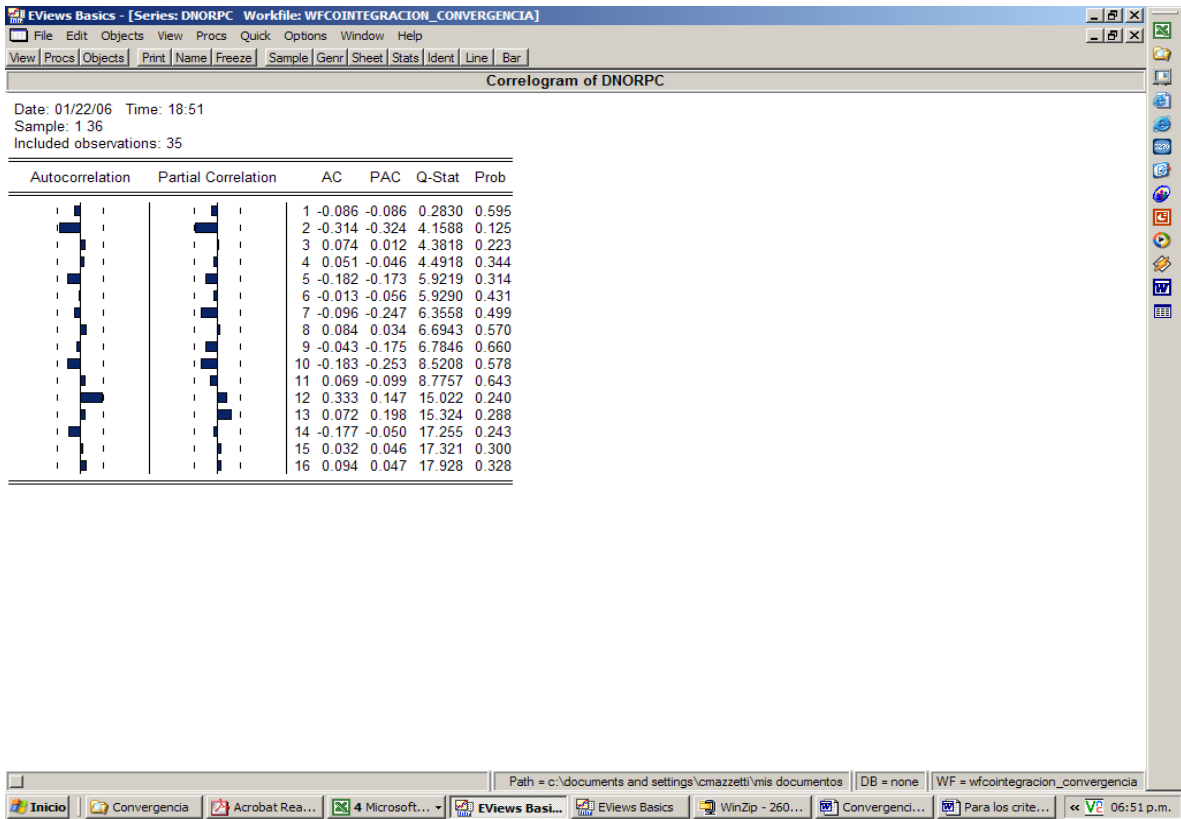 EViews Basics - [Series: DNORPC Workfile: WFCOINTEGRACION_CONVERGENCIA]
File Edit Objects View Procs Quick Options Window Help
View Procs Objects Print Name Freeze Sample Genr Sheet Stats Ident Line Bar
Correlogram of DNORPC
Date: 01/22/06 Time: 18:51
Sample: 1 36
Included observations: 35
Autocorrelation Partial Correlation AC PAC Q-Stat Prob
1 -0.086 -0.086 0.2830 0.595
2 -0.314 -0.324 4.1588 0.125
3 0.074 0.012 4.3818 0.223
4 0.051 -0.046 4.4918 0.344
5 -0.182 -0.173 5.9219 0.314
6 -0.013 -0.056 5.9290 0.431
7 -0.096 -0.247 6.3558 0.499
8 0.084 0.034 6.6943 0.570
9 -0.043 -0.175 6.7846 0.660
10 -0.183 -0.253 8.5208 0.578
11 0.069 -0.099 8.7757 0.643
12 0.333 0.147 15.022 0.240
13 0.072 0.198 15.324 0.288
14 -0.177 -0.050 17.255 0.243
15 0.032 0.046 17.321 0.300
16 0.094 0.047 17.928 0.328
Path = c:\documents and settings\cmazzetti\mis documentos DB = none WF = wfcointegracion_convergencia
Inicio Convergencia Acrobat Rea... 4 Microsoft... EViews Basi... EViews Basics WinZip - 260... Convergenci... Para los crite... « 06:51 p.m.